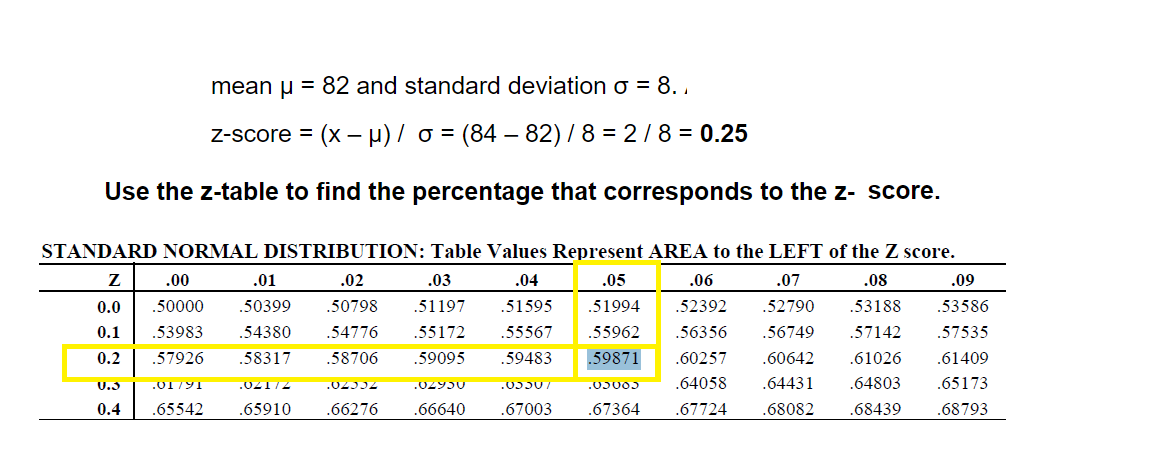 mean μ = 82 and standard deviation σ = 8.
z-score = (x – μ) / σ = (84 – 82) / 8 = 2 / 8 = 0.25
Use the z-table to find the percentage that corresponds to the z- score.
STANDARD NORMAL DISTRIBUTION: Table Values Represent AREA to the LEFT of the Z score.
Z .00 .01 .02 .03 .04 .05 .06 .07 .08 .09
0.0 .50000 .50399 .50798 .51197 .51595 .51994 .52392 .52790 .53188 .53586
0.1 .53983 .54380 .54776 .55172 .55567 .55962 .56356 .56749 .57142 .57535
0.2 .57926 .58317 .58706 .59095 .59483 .59871 .60257 .60642 .61026 .61409
0.3 .61791 .62172 .62552 .62930 .63307 .63683 .64058 .64431 .64803 .65173
0.4 .65542 .65910 .66276 .66640 .67003 .67364 .67724 .68082 .68439 .68793